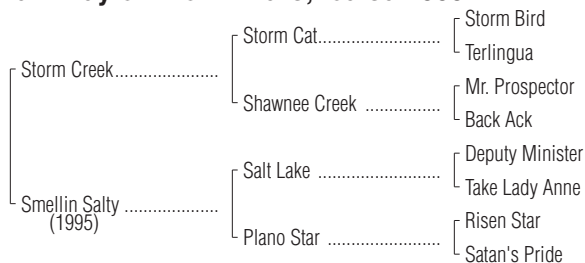 Storm Bird
Storm Cat
Terlingua
Storm Creek
Mr. Prospector
Shawnee Creek
Back Ack
Deputy Minister
Salt Lake
Take Lady Anne
Smellin Salty
(1995)
Risen Star
Plano Star
Satan's Pride